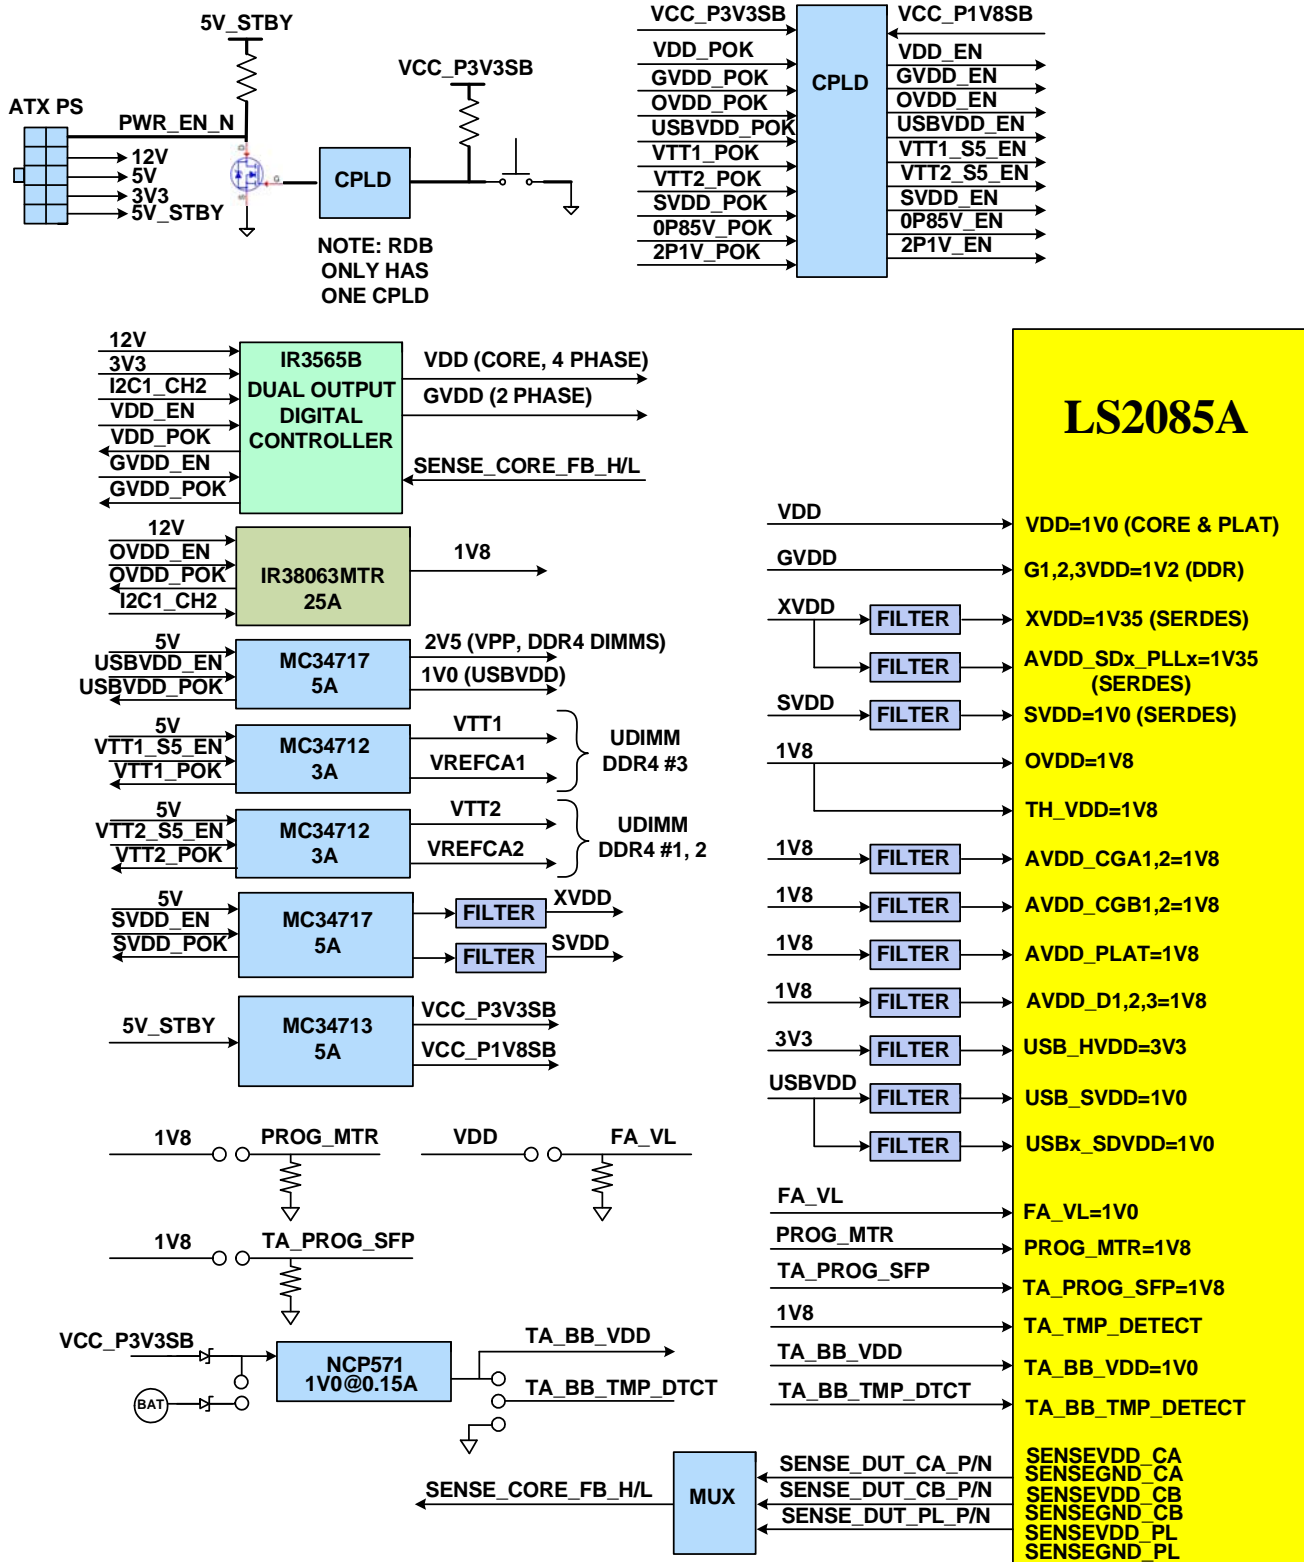 5V_STBY
VCC_P3V3SB
ATX PS
PWR_EN_N
12V
5V
3V3
5V_STBY
D
G
S
CPLD
NOTE: RDB
ONLY HAS
ONE CPLD
VCC_P3V3SB
VDD_POK
GVDD_POK
OVDD_POK
USBVDD_POK
VTT1_POK
VTT2_POK
SVDD_POK
0P85V_POK
2P1V_POK
CPLD
VCC_P1V8SB
VDD_EN
GVDD_EN
OVDD_EN
USBVDD_EN
VTT1_S5_EN
VTT2_S5_EN
SVDD_EN
0P85V_EN
2P1V_EN
12V
3V3
I2C1_CH2
VDD_EN
VDD_POK
GVDD_EN
GVDD_POK
IR3565B
DUAL OUTPUT
DIGITAL
CONTROLLER
VDD (CORE, 4 PHASE)
GVDD (2 PHASE)
SENSE_CORE_FB_H/L
12V
OVDD_EN
OVDD_POK
I2C1_CH2
IR38063MTR
25A
1V8
5V
USBVDD_EN
USBVDD_POK
MC34717
5A
2V5 (VPP, DDR4 DIMMS)
1V0 (USBVDD)
5V
VTT1_S5_EN
VTT1_POK
MC34712
3A
VTT1
VREFCA1
UDIMM
DDR4 #3
5V
VTT2_S5_EN
VTT2_POK
MC34712
3A
VTT2
VREFCA2
UDIMM
DDR4 #1, 2
5V
SVDD_EN
SVDD_POK
MC34717
5A
FILTER
XVDD
FILTER
SVDD
5V_STBY
MC34713
5A
VCC_P3V3SB
VCC_P1V8SB
1V8
PROG_MTR
VDD
FA_VL
1V8
TA_PROG_SFP
VCC_P3V3SB
BAT
NCP571
1V0@0.15A
TA_BB_VDD
TA_BB_TMP_DTCT
LS2085A
VDD
VDD=1V0 (CORE & PLAT)
GVDD
G1,2,3VDD=1V2 (DDR)
XVDD
FILTER
XVDD=1V35 (SERDES)
FILTER
AVDD_SDx_PLLx=1V35
(SERDES)
SVDD
FILTER
SVDD=1V0 (SERDES)
1V8
OVDD=1V8
TH_VDD=1V8
1V8
FILTER
AVDD_CGA1,2=1V8
1V8
FILTER
AVDD_CGB1,2=1V8
1V8
FILTER
AVDD_PLAT=1V8
1V8
FILTER
AVDD_D1,2,3=1V8
3V3
FILTER
USB_HVDD=3V3
USBVDD
FILTER
USB_SVDD=1V0
FILTER
USBx_SDVDD=1V0
FA_VL
FA_VL=1V0
PROG_MTR
PROG_MTR=1V8
TA_PROG_SFP
TA_PROG_SFP=1V8
1V8
TA_TMP_DETECT
TA_BB_VDD
TA_BB_VDD=1V0
TA_BB_TMP_DTCT
TA_BB_TMP_DETECT
SENSE_CORE_FB_H/L
MUX
SENSE_DUT_CA_P/N
SENSE_DUT_CB_P/N
SENSE_DUT_PL_P/N
SENSEVDD_CA
SENSEGND_CA
SENSEVDD_CB
SENSEGND_CB
SENSEVDD_PL
SENSEGND_PL